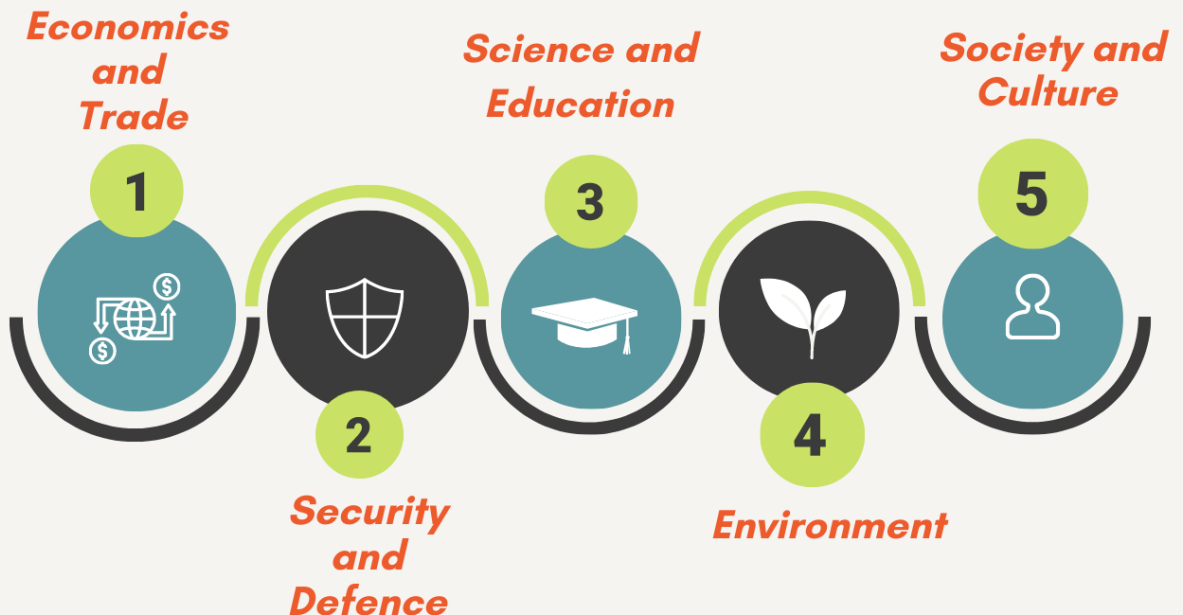 Economics
and
Trade
1
$
$
2
Security
and
Defence
Science and
Education
3
4
Environment
Society and
Culture
5